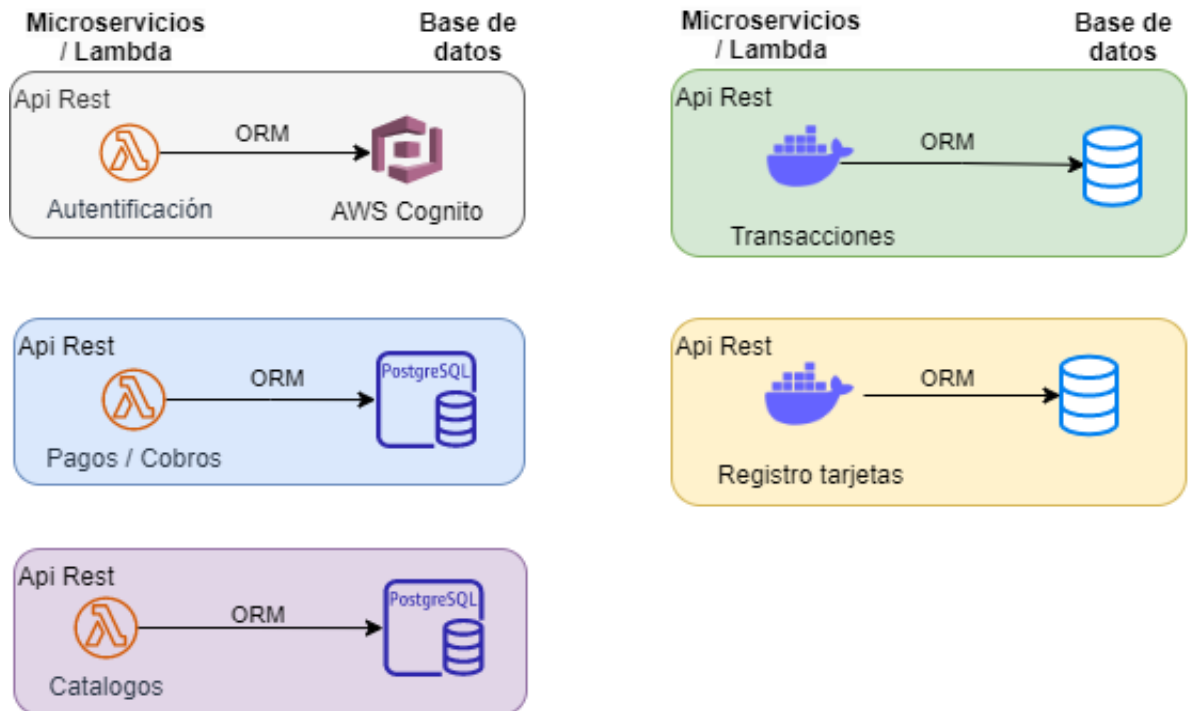 Microservicios
/ Lambda
Base de
datos
Api Rest
ORM
Autentificación
AWS Cognito
Api Rest
ORM
PostgreSQL
Pagos / Cobros
Api Rest
ORM
PostgreSQL
Catalogos
Microservicios
/ Lambda
Base de
datos
Api Rest
ORM
Transacciones
Api Rest
ORM
Registro tarjetas